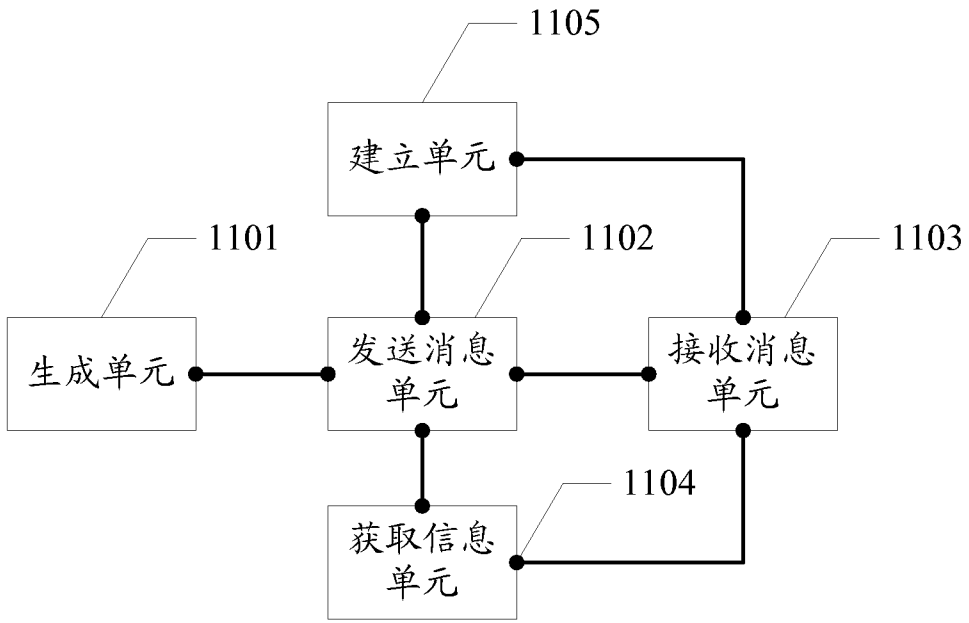 1105
建立单元
1101
1102
1103
生成单元
发送消息
单元
接收消息
单元
1104
获取信息
单元